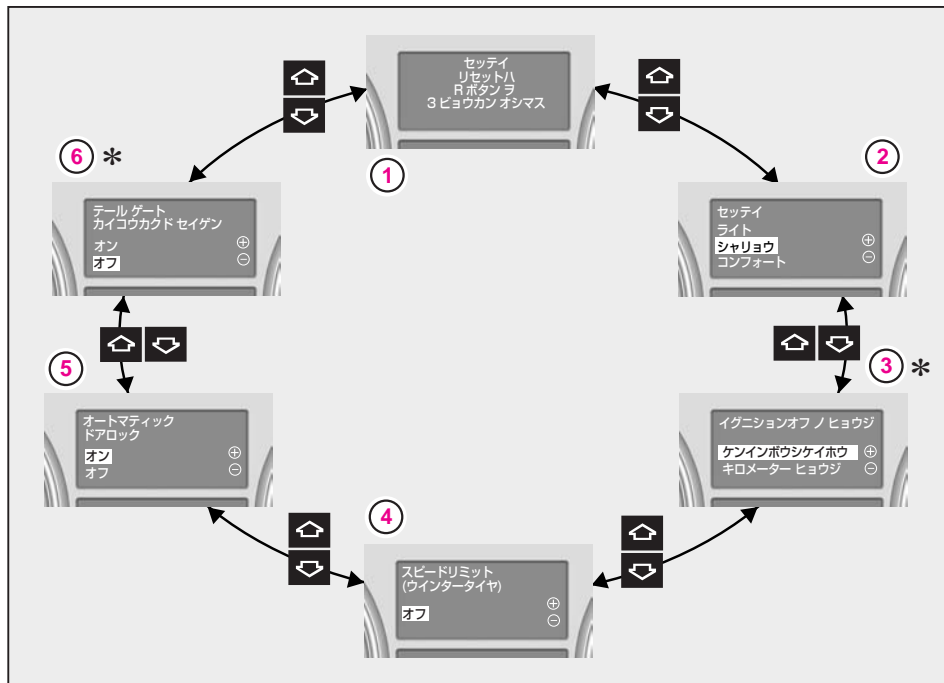 ①
セッテイ
リセットハ
R ボタン ヲ
3 ビョウカン オシマス
②
セッテイ
ライト
シャリョウ
コンフォート
⊕
⊖
③ *
イグニションオフ ノ ヒョウジ
ケンインボウシケイホウ ⊕
キロメーター ヒョウジ ⊖
④
スピードリミット
(ウインタータイヤ)
オフ
⊕
⊖
⑤
オートマティック
ドアロック
オン ⊕
オフ ⊖
⑥ *
テール ゲート
カイコウカクド セイゲン
オン ⊕
オフ ⊖